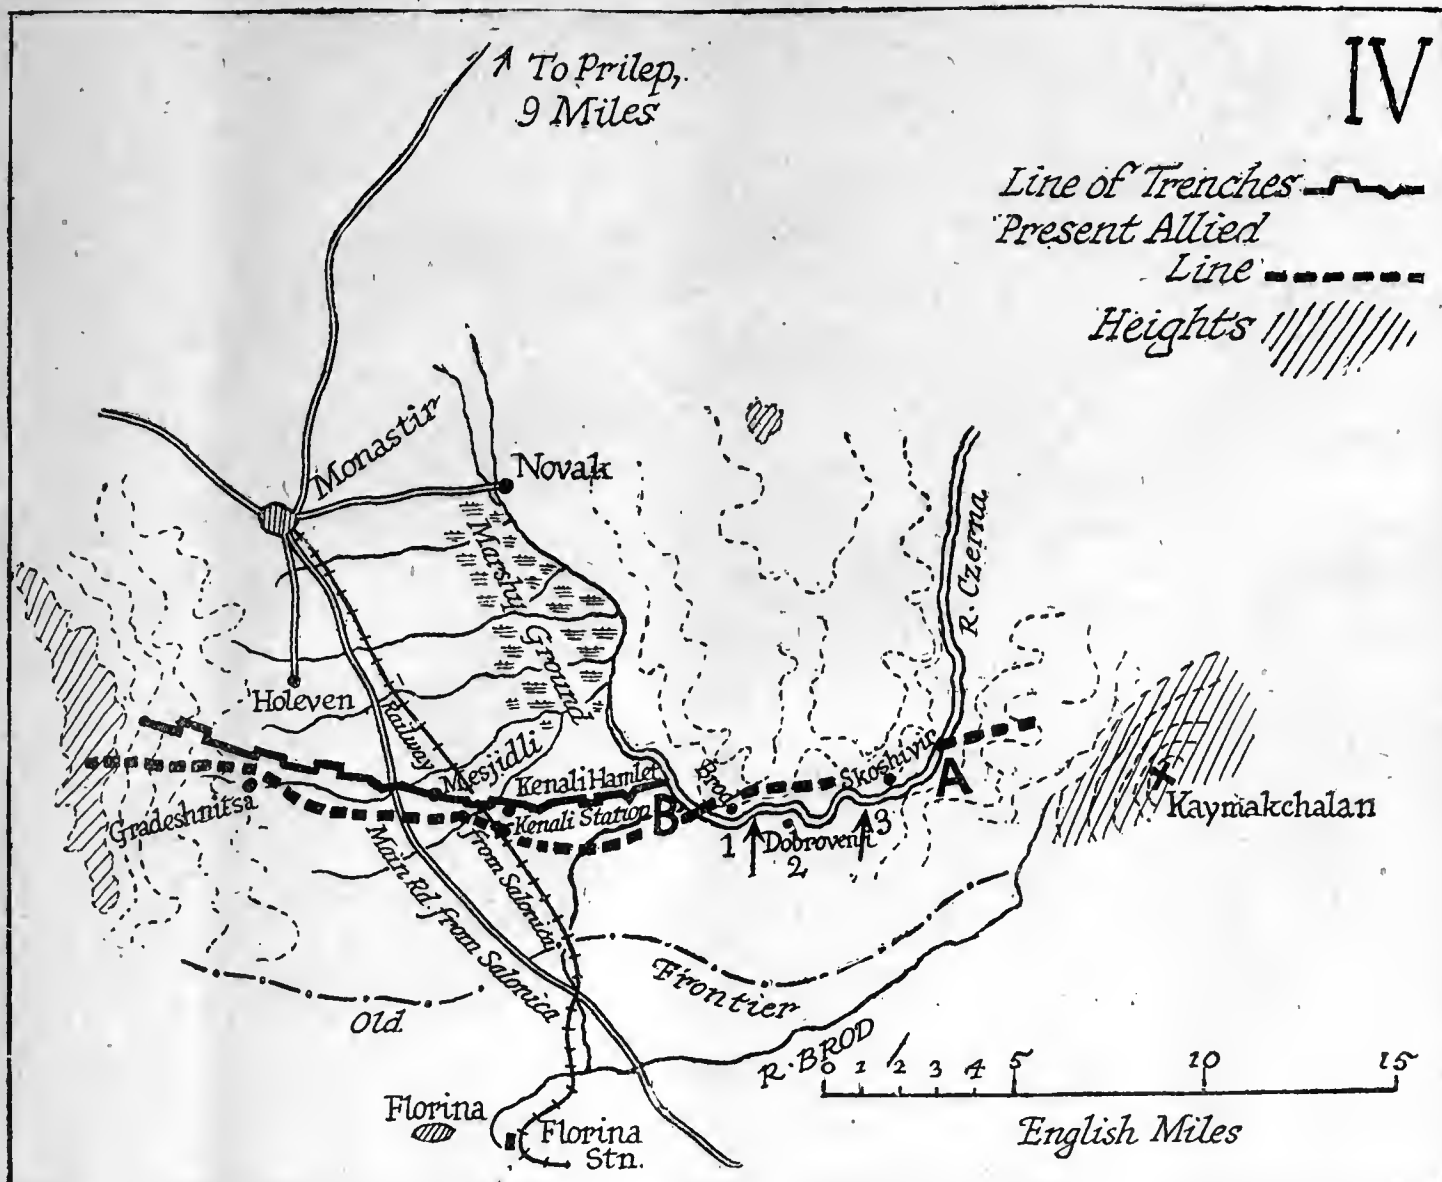 To Prilep,
9 Miles
IV
Line of Trenches
Present Allied
Line
Heights
Monastir
Novak
Marshy
Ground
R. Czerna
Holeven
Railway
from Salonica
Mesjidli
Kenali Hamlet
Kenali Station
Gradeshnitsa
B
Brod
Skoshivir
A
1
Dobroveni
2
3
Kaymakchalan
Main Rd. from Salonica
Old
Frontier
R. BROD
0 1 2 3 4 5 10 15
English Miles
Florina
Florina
Stn.